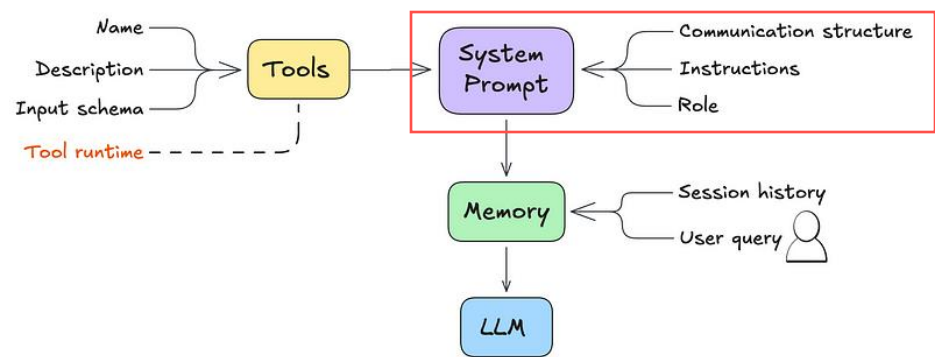 Name
Description
Input schema
Tool runtime
Tools
System
Prompt
Communication structure
Instructions
Role
Memory
Session history
User query
LLM